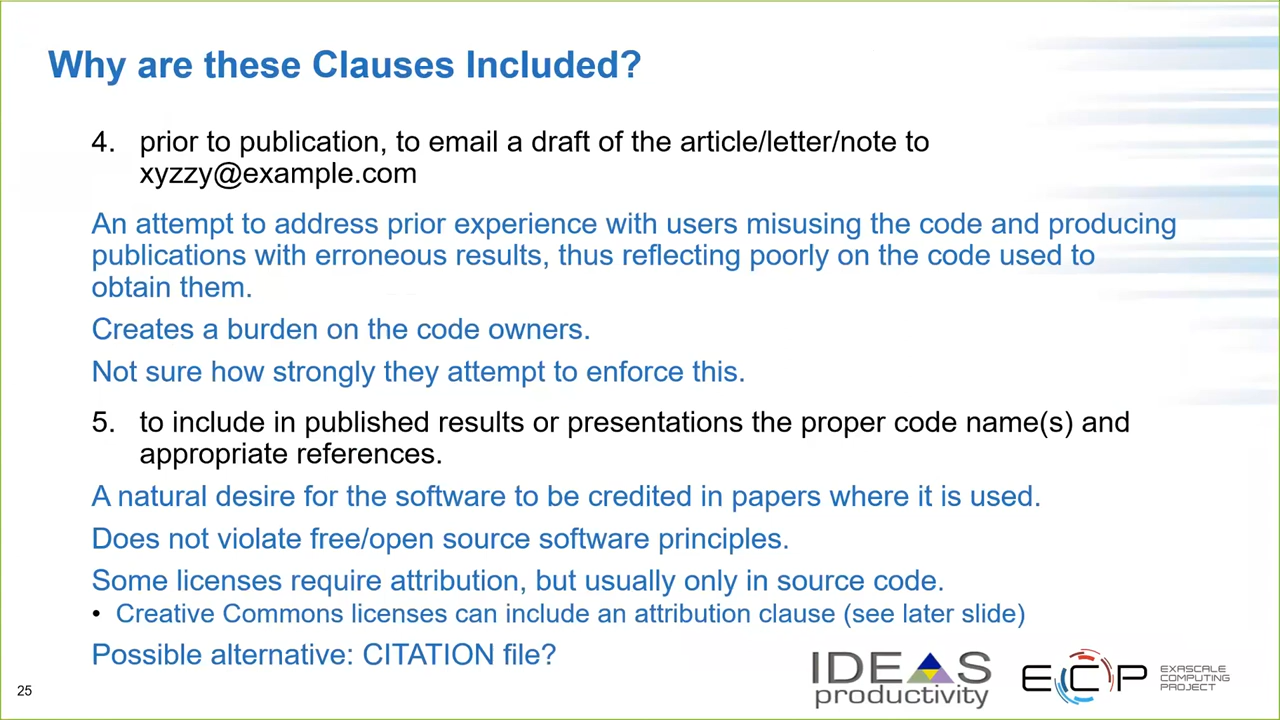 Why are these Clauses Included?
4. prior to publication, to email a draft of the article/letter/note to
xyzzy@example.com
An attempt to address prior experience with users misusing the code and producing
publications with erroneous results, thus reflecting poorly on the code used to
obtain them.
Creates a burden on the code owners.
Not sure how strongly they attempt to enforce this.
5. to include in published results or presentations the proper code name(s) and
appropriate references.
A natural desire for the software to be credited in papers where it is used.
Does not violate free/open source software principles.
Some licenses require attribution, but usually only in source code.
• Creative Commons licenses can include an attribution clause (see later slide)
Possible alternative: CITATION file?
25
IDEAS
productivity
ECP
EXASCALE
COMPUTING
PROJECT